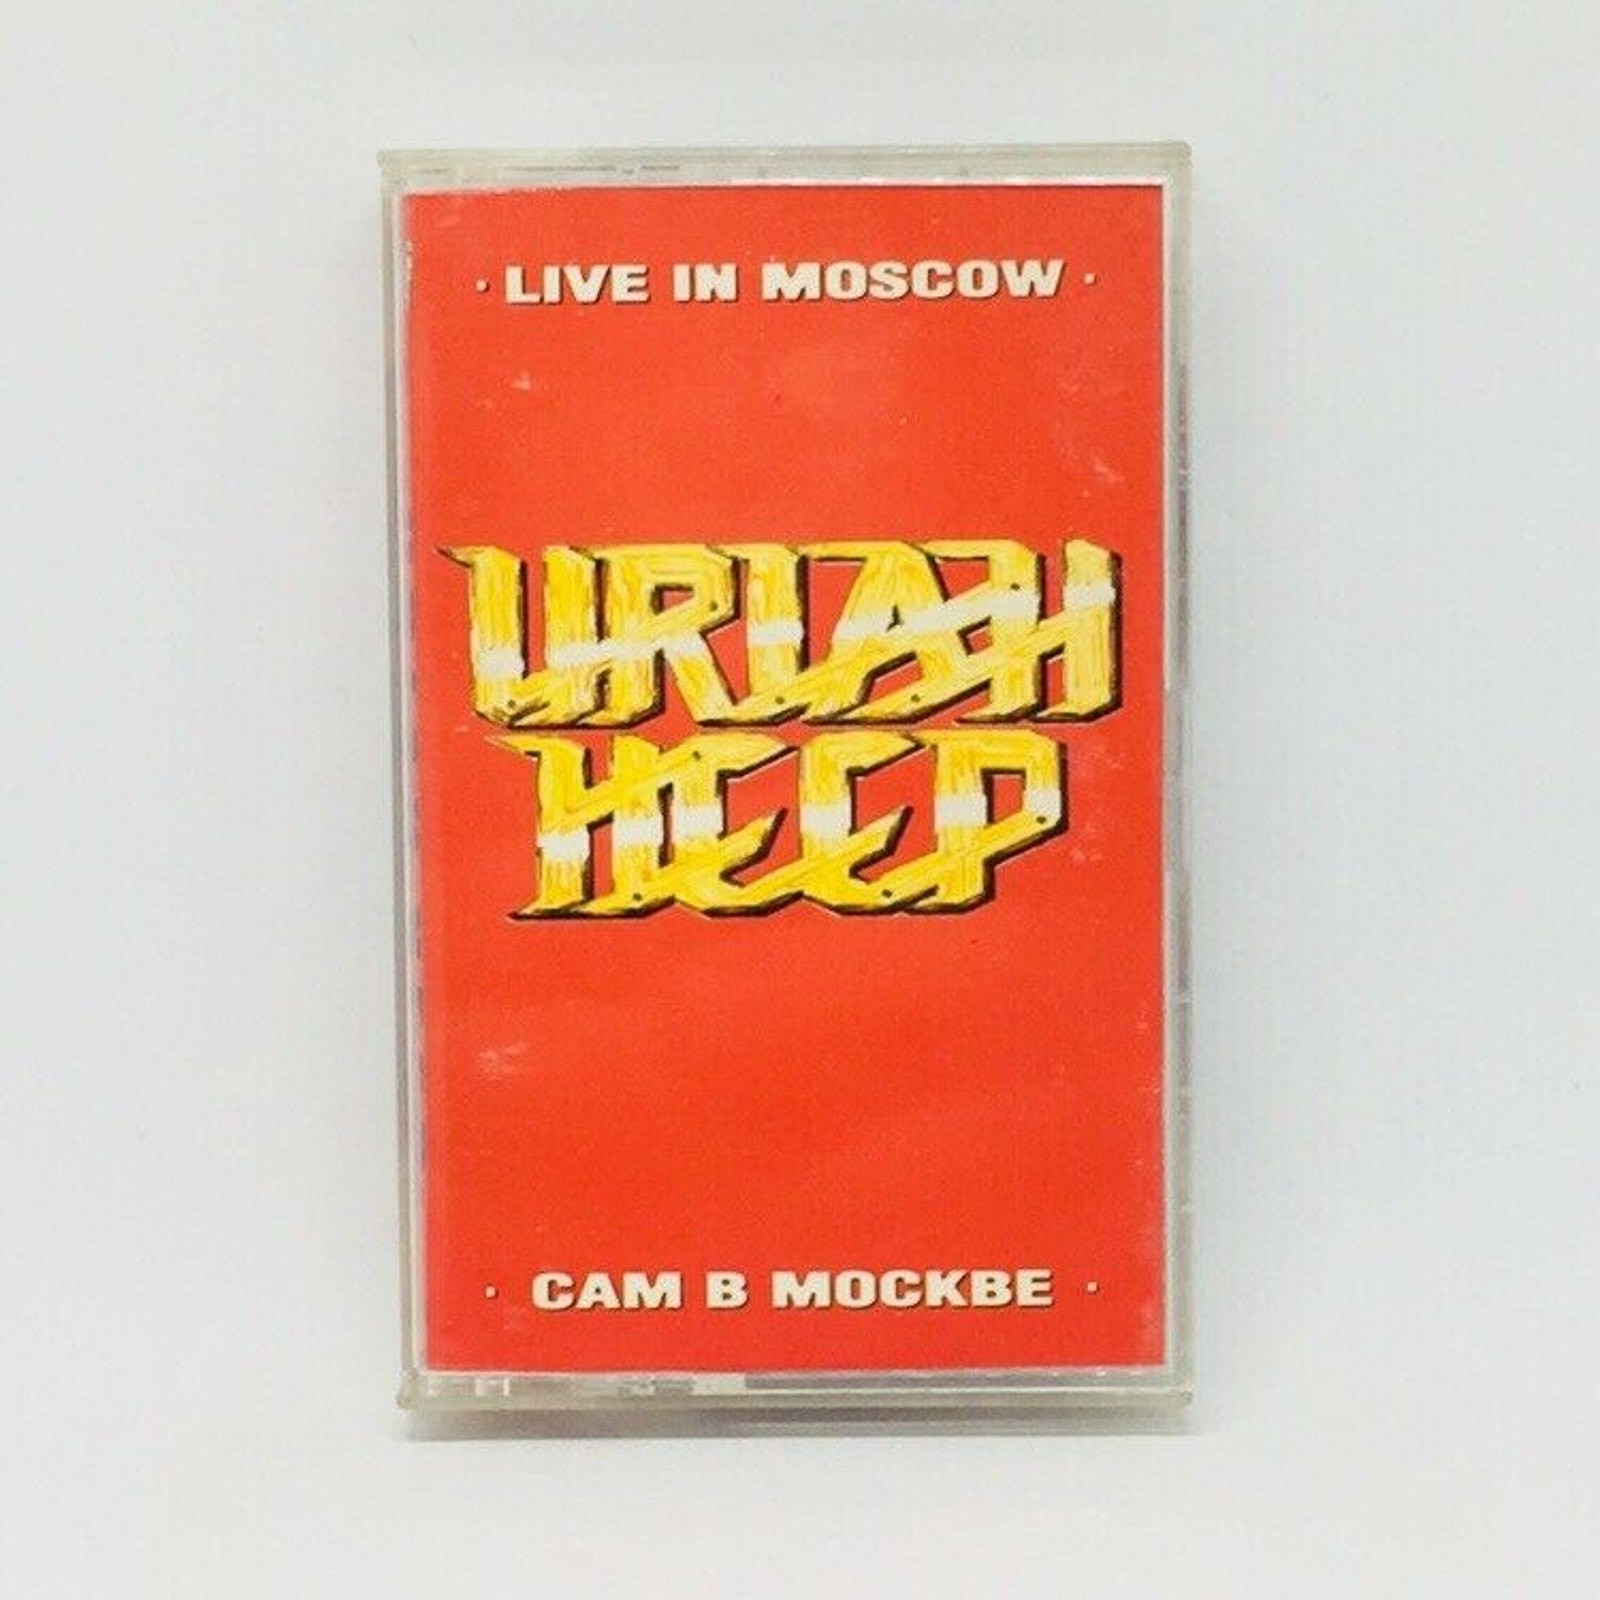 · LIVE IN MOSCOW ·
URIAH
HEEP
· САМ В МОСКВЕ ·